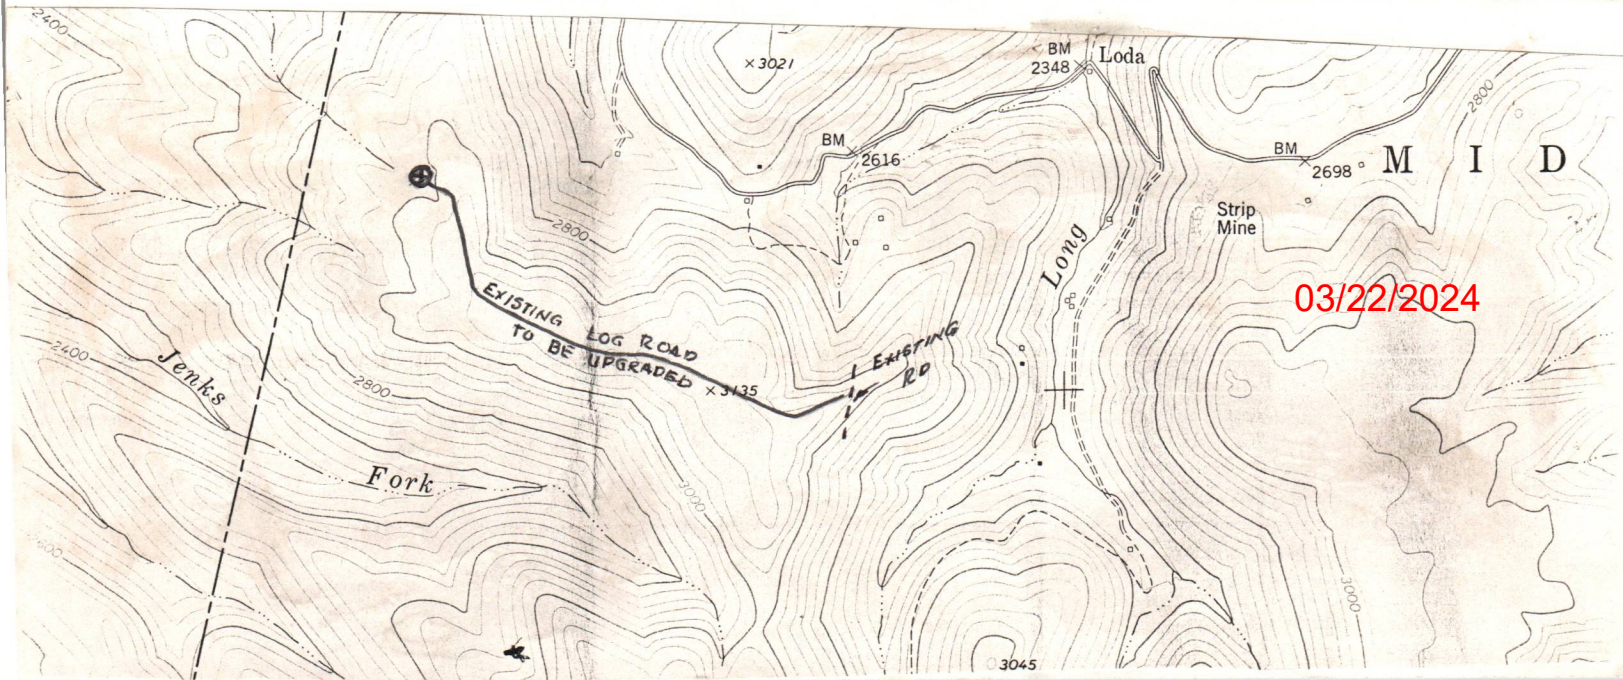 2400
×3021
BM
2348
Loda
2800
BM
2616
BM
2698
M I D
Strip
Mine
2800
Long
03/22/2024
EXISTING LOG ROAD
TO BE UPGRADED
×3135
EXISTING
RD
2400
Jenks
2800
Fork
3000
3000
3045